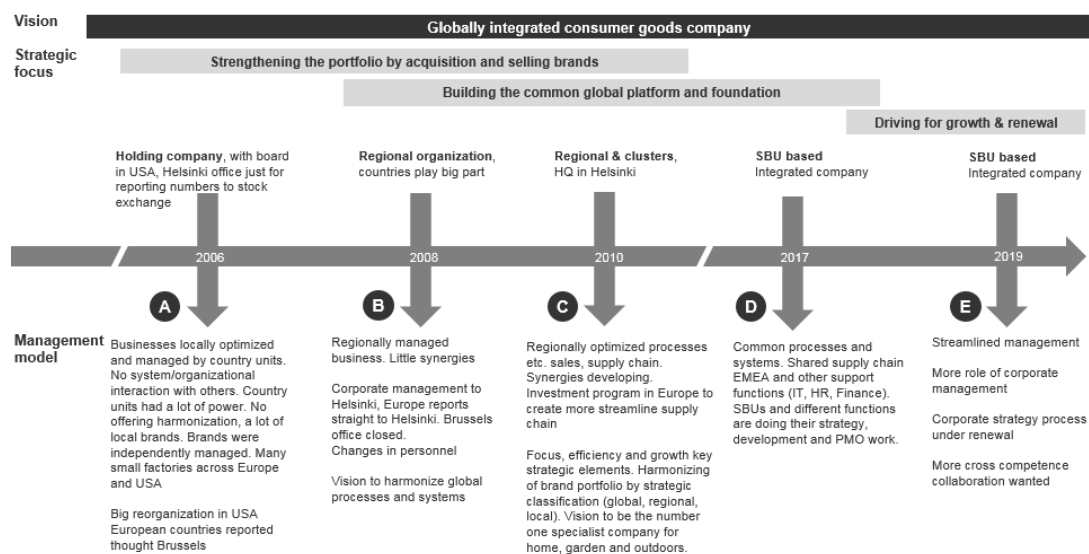 Vision
Globally integrated consumer goods company
Strategic
focus
Strengthening the portfolio by acquisition and selling brands
Building the common global platform and foundation
Driving for growth & renewal
Holding company, with board
in USA, Helsinki office just for
reporting numbers to stock
exchange
Regional organization,
countries play big part
Regional & clusters,
HQ in Helsinki
SBU based
Integrated company
SBU based
Integrated company
2006
2008
2010
2017
2019
A
B
C
D
E
Management
model
Businesses locally optimized
and managed by country units.
No system/organizational
interaction with others. Country
units had a lot of power. No
offering harmonization, a lot of
local brands. Brands were
independently managed. Many
small factories across Europe
and USA
Big reorganization in USA
European countries reported
thought Brussels
Regionally managed
business. Little synergies
Corporate management to
Helsinki, Europe reports
straight to Helsinki. Brussels
office closed.
Changes in personnel
Vision to harmonize global
processes and systems
Regionally optimized processes
etc. sales, supply chain.
Synergies developing.
Investment program in Europe to
create more streamline supply
chain
Focus, efficiency and growth key
strategic elements. Harmonizing
of brand portfolio by strategic
classification (global, regional,
local). Vision to be the number
one specialist company for
home, garden and outdoors.
Common processes and
systems. Shared supply chain
EMEA and other support
functions (IT, HR, Finance).
SBUs and different functions
are doing their strategy,
development and PMO work.
Streamlined management
More role of corporate
management
Corporate strategy process
under renewal
More cross competence
collaboration wanted